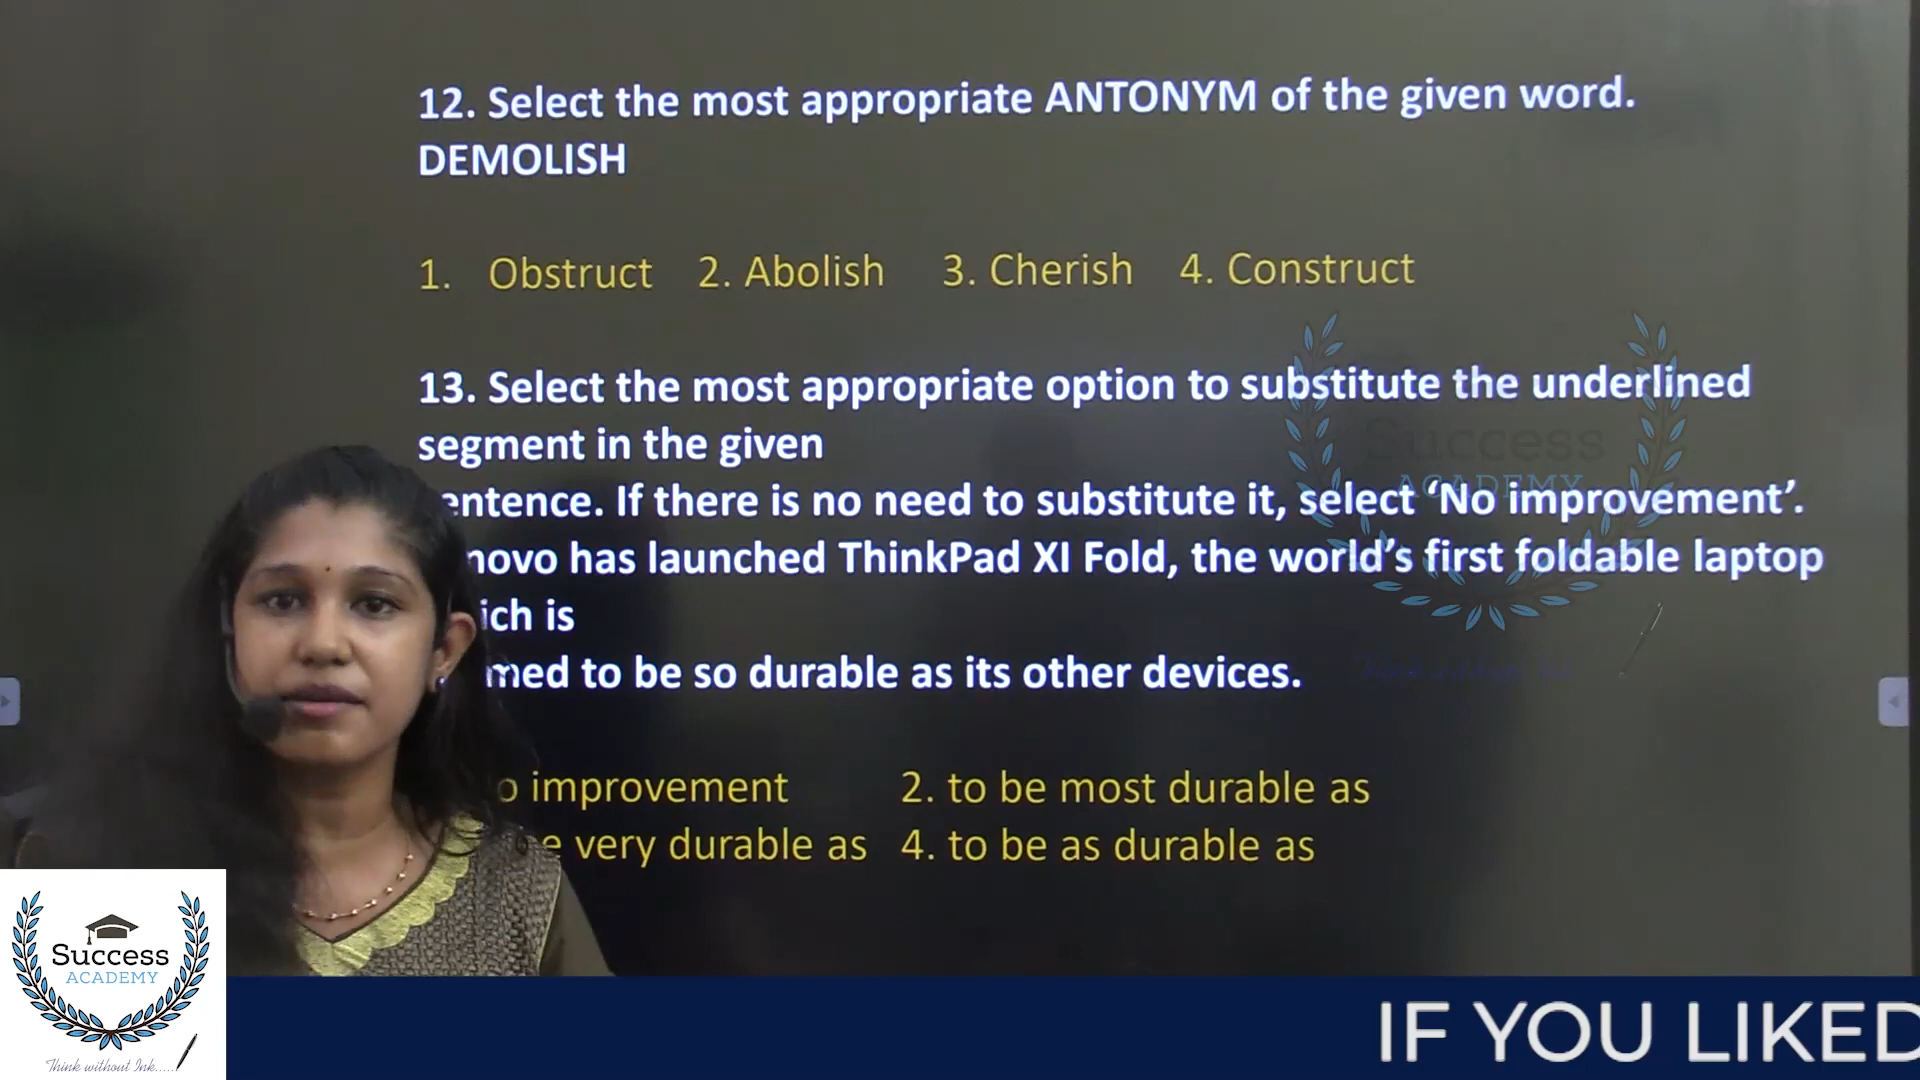 12. Select the most appropriate ANTONYM of the given word.
DEMOLISH
1. Obstruct 2. Abolish 3. Cherish 4. Construct
13. Select the most appropriate option to substitute the underlined
segment in the given
entence. If there is no need to substitute it, select ‘No improvement’.
novo has launched ThinkPad XI Fold, the world’s first foldable laptop
ich is
med to be so durable as its other devices.
o improvement 2. to be most durable as
e very durable as 4. to be as durable as
Success
ACADEMY
Success
ACADEMY
Think without Ink.....
IF YOU LIKED